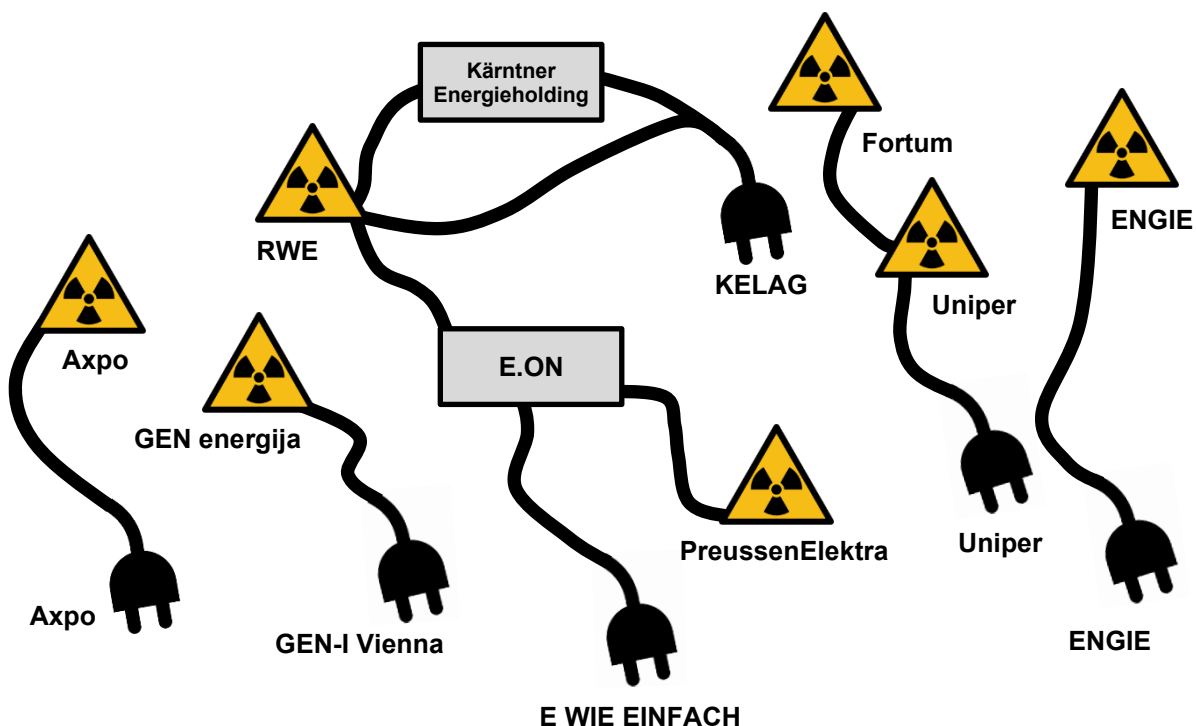 Kärntner
Energieholding
Fortum
RWE
ENGIE
KELAG
Uniper
Axpo
E.ON
GEN energija
PreussenElektra
Uniper
Axpo
GEN-I Vienna
ENGIE
E WIE EINFACH